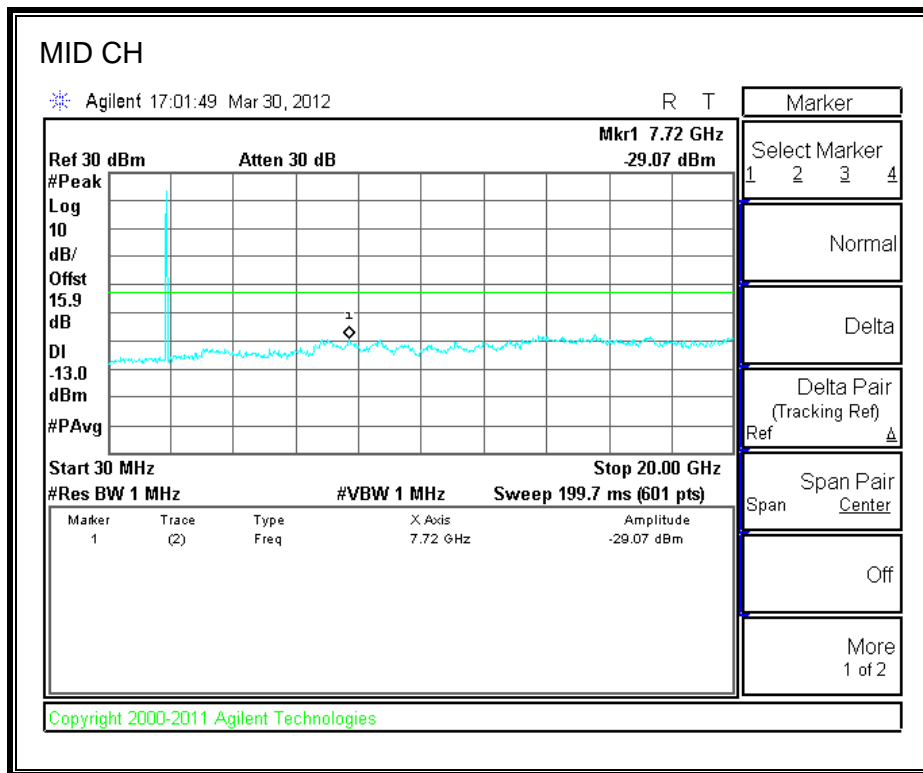 MID CH
Agilent 17:01:49 Mar 30, 2012 R T
Mkr1 7.72 GHz
Ref 30 dBm Atten 30 dB -29.07 dBm
#Peak
Log
10
dB/
Offst
15.9
dB
DI
-13.0
dBm
#PAvg
1
Start 30 MHz Stop 20.00 GHz
#Res BW 1 MHz #VBW 1 MHz Sweep 199.7 ms (601 pts)
Marker Trace Type X Axis Amplitude
1 (2) Freq 7.72 GHz -29.07 dBm
Marker
Select Marker
1 2 3 4
Normal
Delta
Delta Pair
(Tracking Ref)
Ref Δ
Span Pair
Span Center
Off
More
1 of 2
Copyright 2000-2011 Agilent Technologies